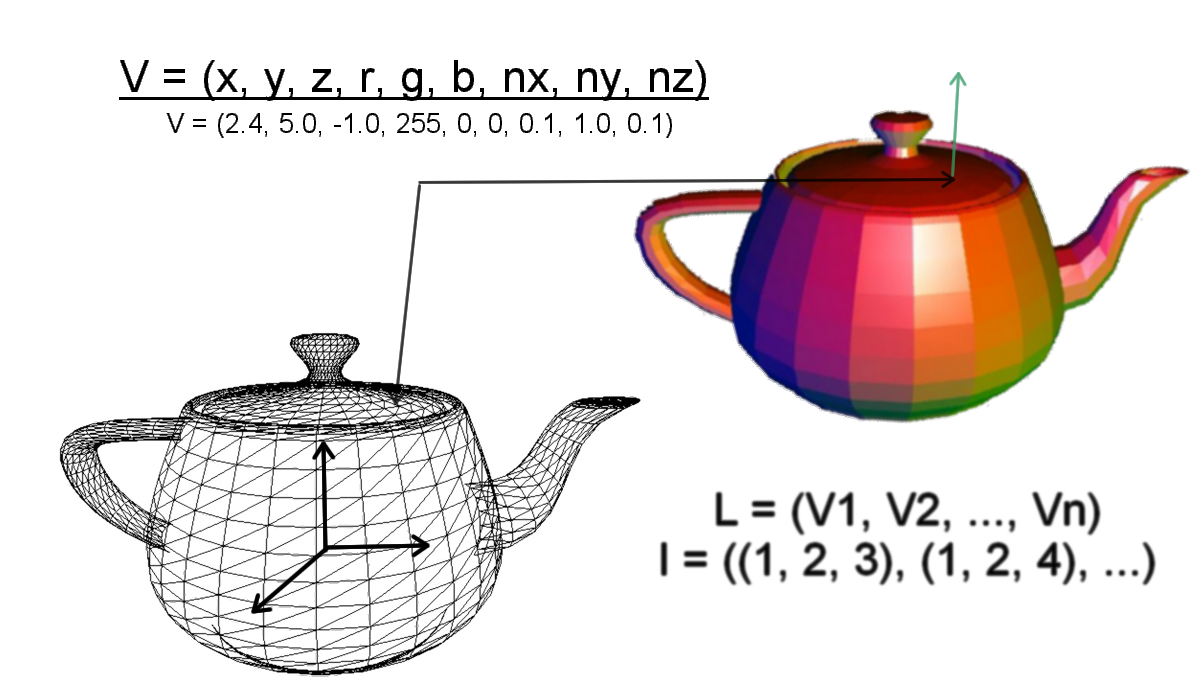 V = (x, y, z, r, g, b, nx, ny, nz)
V = (2.4, 5.0, -1.0, 255, 0, 0, 0.1, 1.0, 0.1)
L = (V1, V2, ..., Vn)
I = ((1, 2, 3), (1, 2, 4), ...)